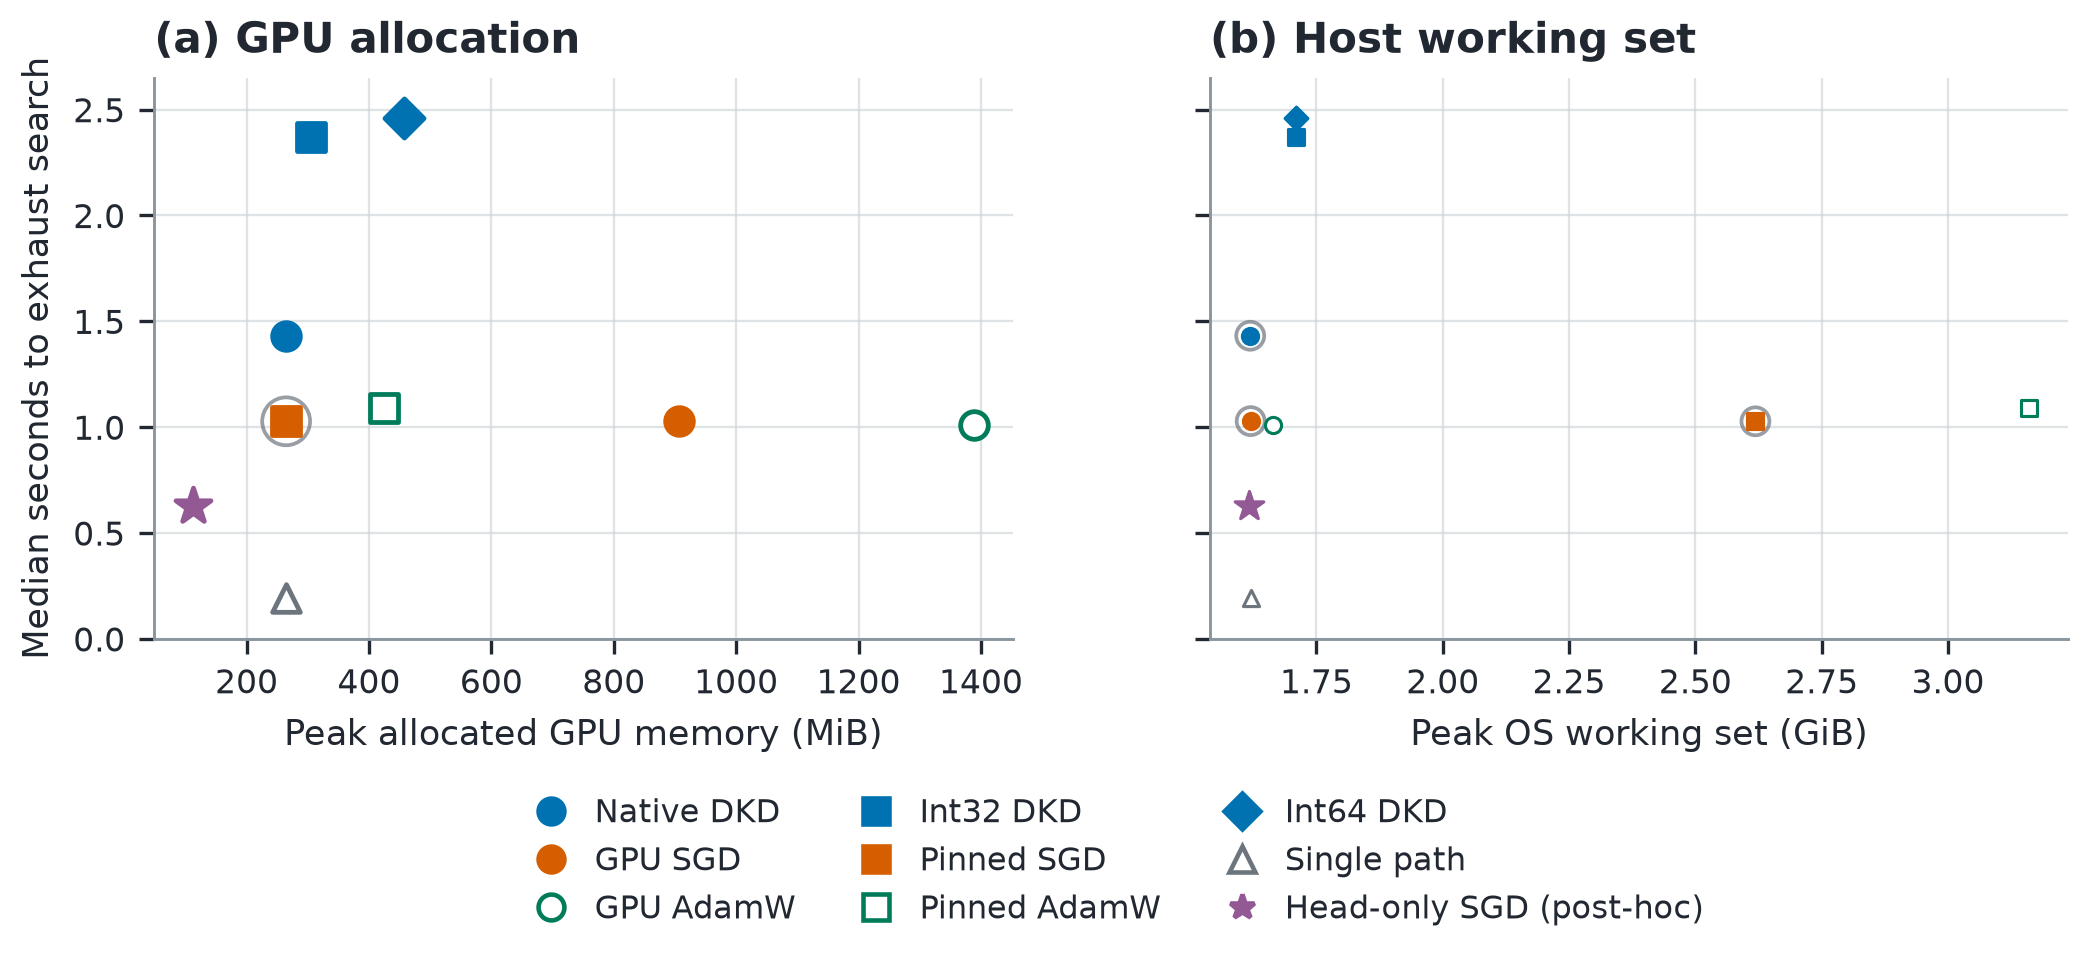 (a) GPU allocation
(b) Host working set
Median seconds to exhaust search
2.5
2.0
1.5
1.0
0.5
0.0
200 400 600 800 1000 1200 1400
1.75 2.00 2.25 2.50 2.75 3.00
Peak allocated GPU memory (MiB)
Peak OS working set (GiB)
Native DKD Int32 DKD Int64 DKD
GPU SGD Pinned SGD Single path
GPU AdamW Pinned AdamW Head-only SGD (post-hoc)